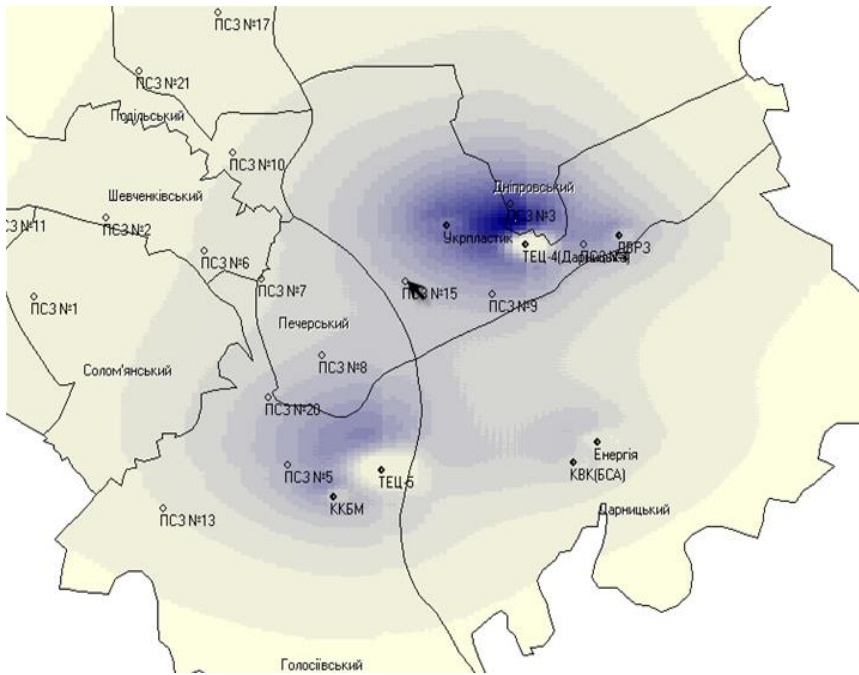 ПСЗ №17
ПСЗ №21
Подільський
ПСЗ №10
Шевченківський
Дніпровський
ПСЗ №3
СЗ №11
ПСЗ №2
Укрпластик
ДВРЗ
ТЕЦ-4(Дарницька)
ПСЗ №6
ПСЗ №7
ПСЗ №15
ПСЗ №9
ПСЗ №1
Печерський
ПСЗ №8
Солом'янський
ПСЗ №20
Енергія
ПСЗ №5
ТЕЦ-5
КВК(БСА)
ККБМ
ПСЗ №13
Дарницький
Голосіївський